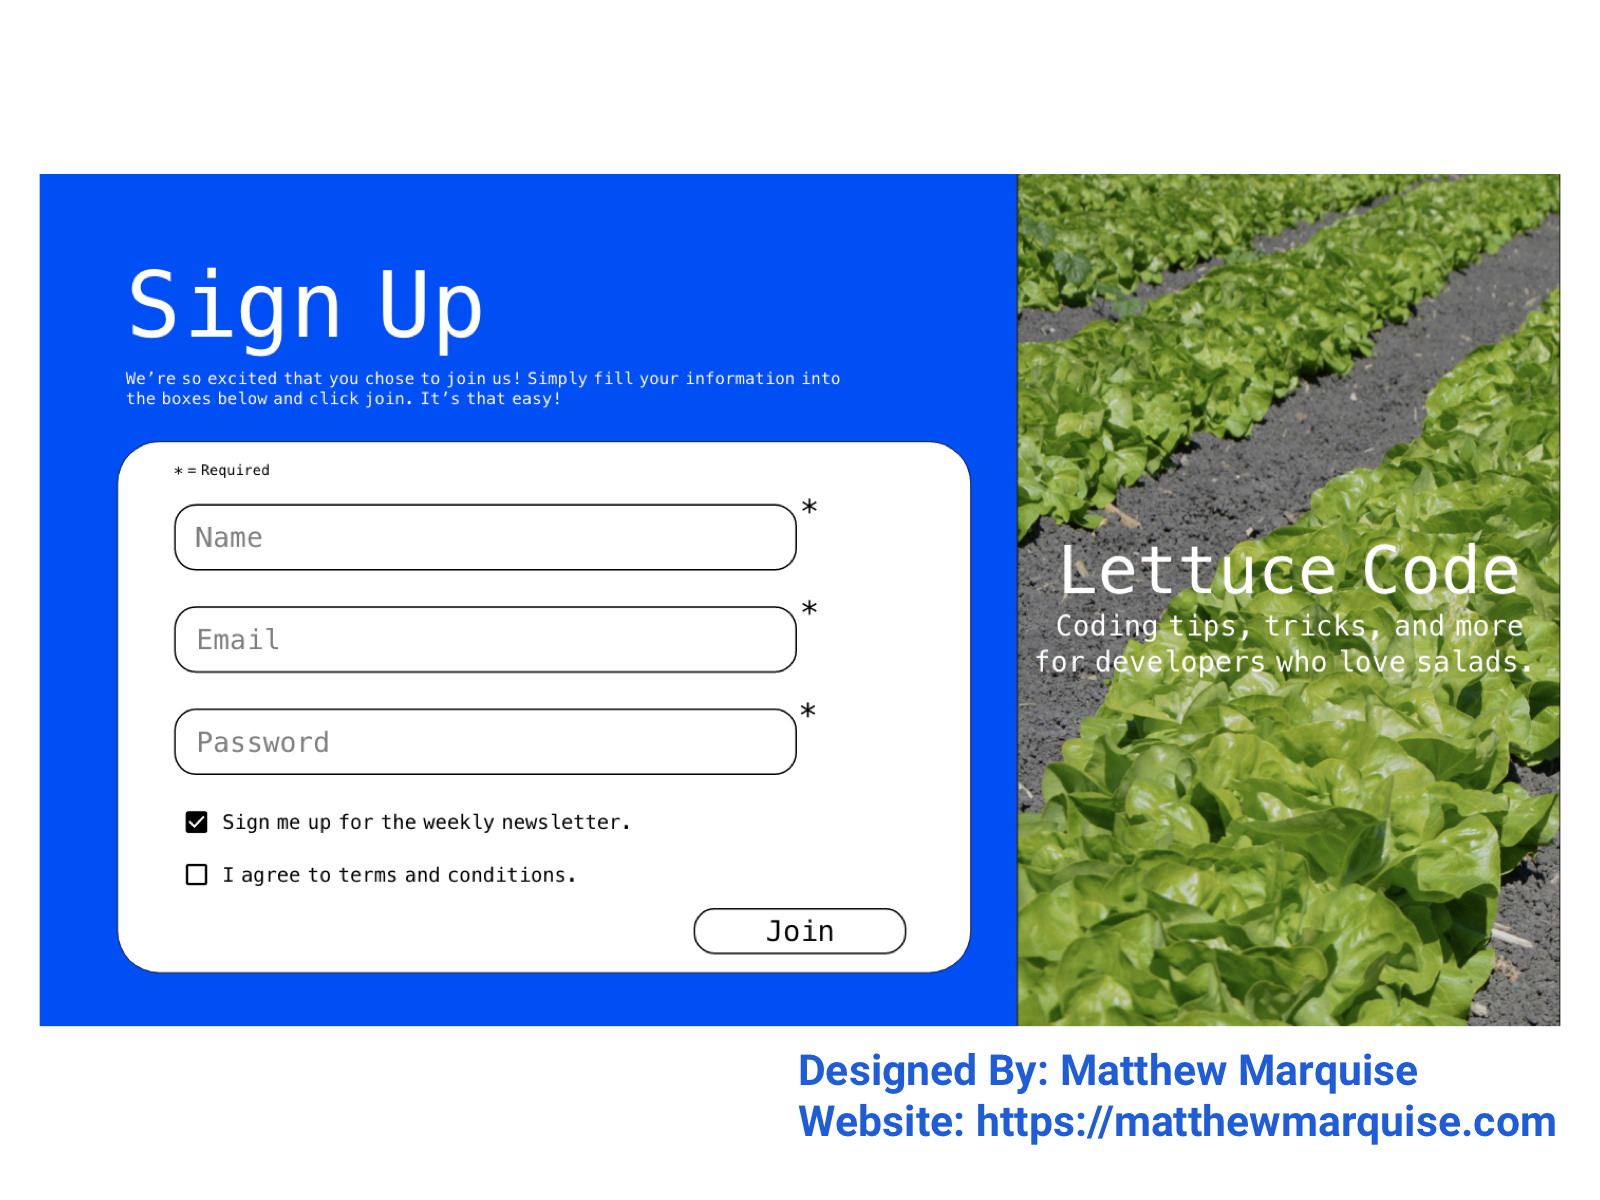 Sign Up
We’re so excited that you chose to join us! Simply fill your information into
the boxes below and click join. It’s that easy!
* = Required
Name *
Email *
Password *
Sign me up for the weekly newsletter.
I agree to terms and conditions.
Join
Lettuce Code
Coding tips, tricks, and more
for developers who love salads.
Designed By: Matthew Marquise
Website: https://matthewmarquise.com